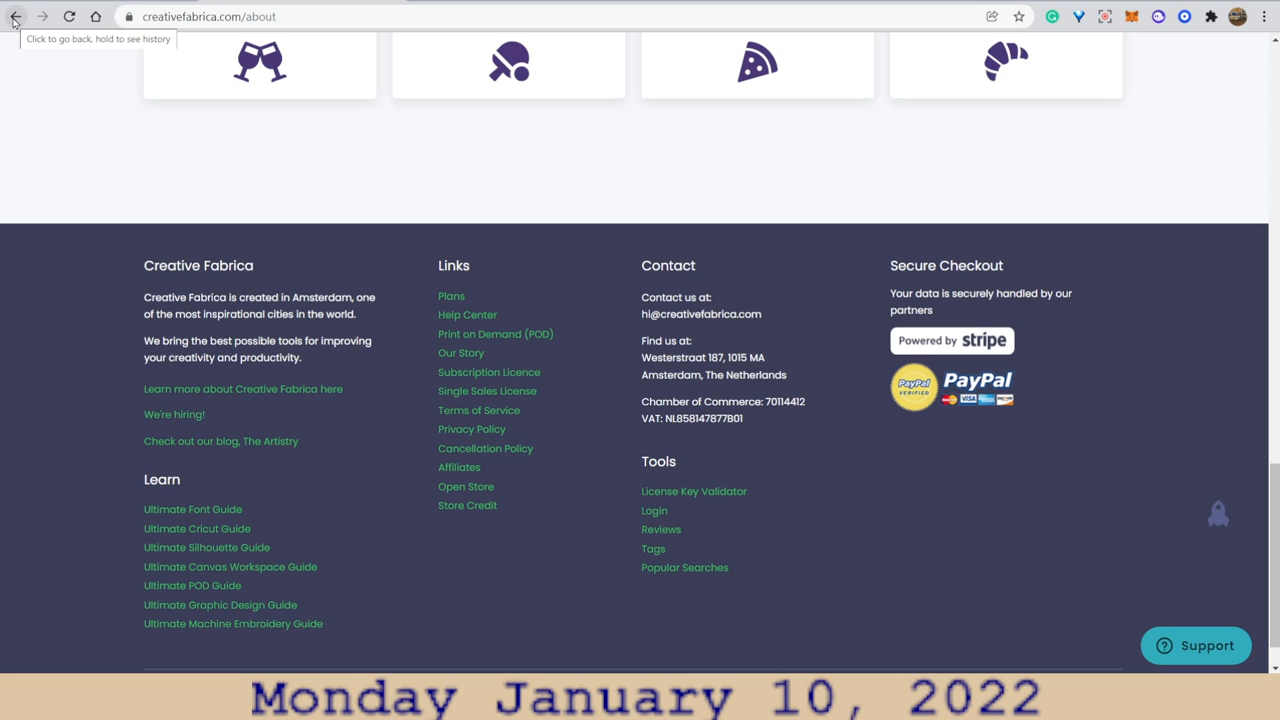 creativefabrica.com/about
Click to go back, hold to see history
Creative Fabrica
Creative Fabrica is created in Amsterdam, one
of the most inspirational cities in the world.
We bring the best possible tools for improving
your creativity and productivity.
Learn more about Creative Fabrica here
We're hiring!
Check out our blog, The Artistry
Learn
Ultimate Font Guide
Ultimate Cricut Guide
Ultimate Silhouette Guide
Ultimate Canvas Workspace Guide
Ultimate POD Guide
Ultimate Graphic Design Guide
Ultimate Machine Embroidery Guide
Links
Plans
Help Center
Print on Demand (POD)
Our Story
Subscription Licence
Single Sales License
Terms of Service
Privacy Policy
Cancellation Policy
Affiliates
Open Store
Store Credit
Contact
Contact us at:
hi@creativefabrica.com
Find us at:
Westerstraat 187, 1015 MA
Amsterdam, The Netherlands
Chamber of Commerce: 70114412
VAT: NL858147877B01
Tools
License Key Validator
Login
Reviews
Tags
Popular Searches
Secure Checkout
Your data is securely handled by our
partners
Powered by stripe
PayPal
VERIFIED
PayPal
VISA
Support
Monday January 10, 2022